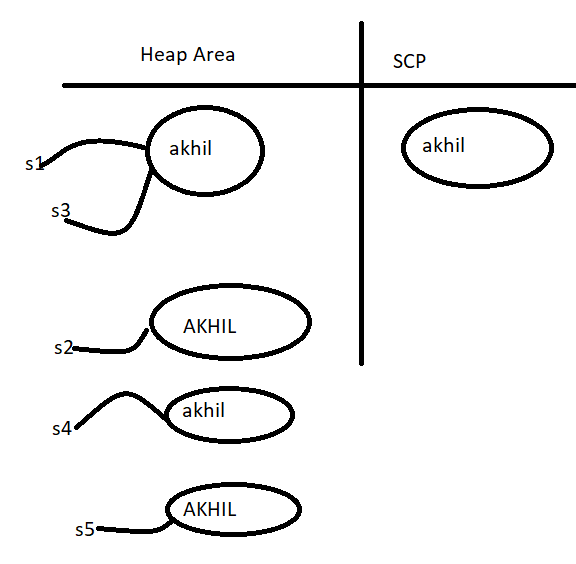 Heap Area
SCP
akhil
akhil
s1
s3
AKHIL
s2
akhil
s4
AKHIL
s5